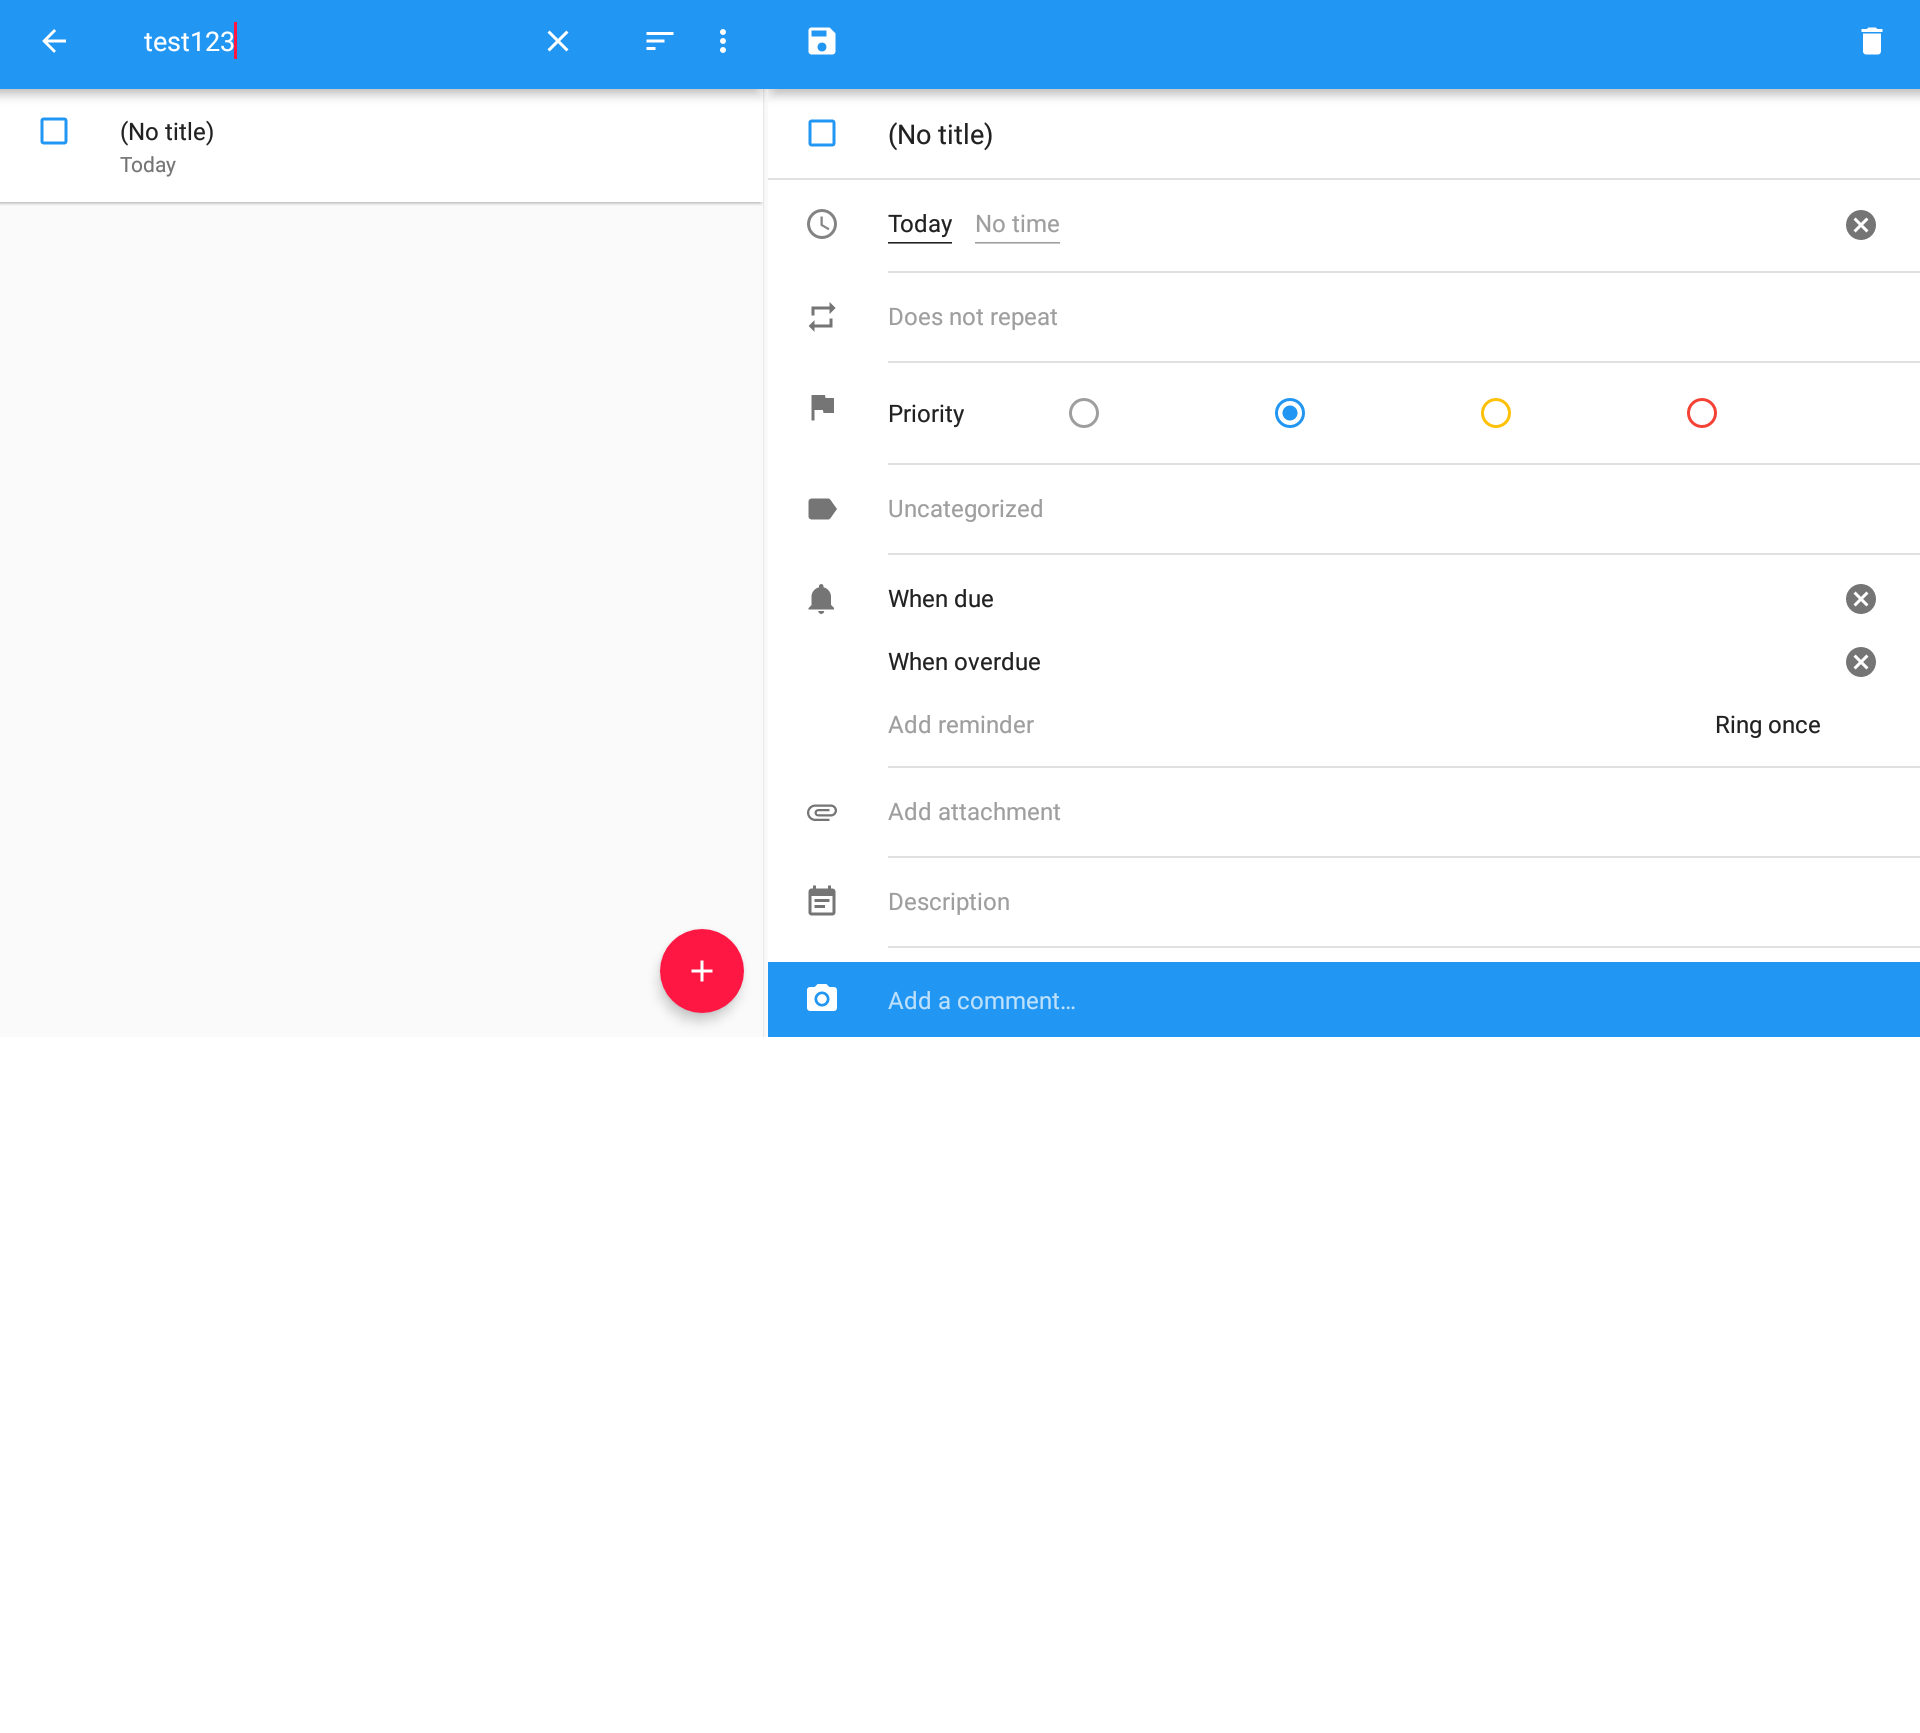 test123
(No title)
Today
(No title)
Today No time
Does not repeat
Priority
Uncategorized
When due
When overdue
Add reminder Ring once
Add attachment
Description
Add a comment...